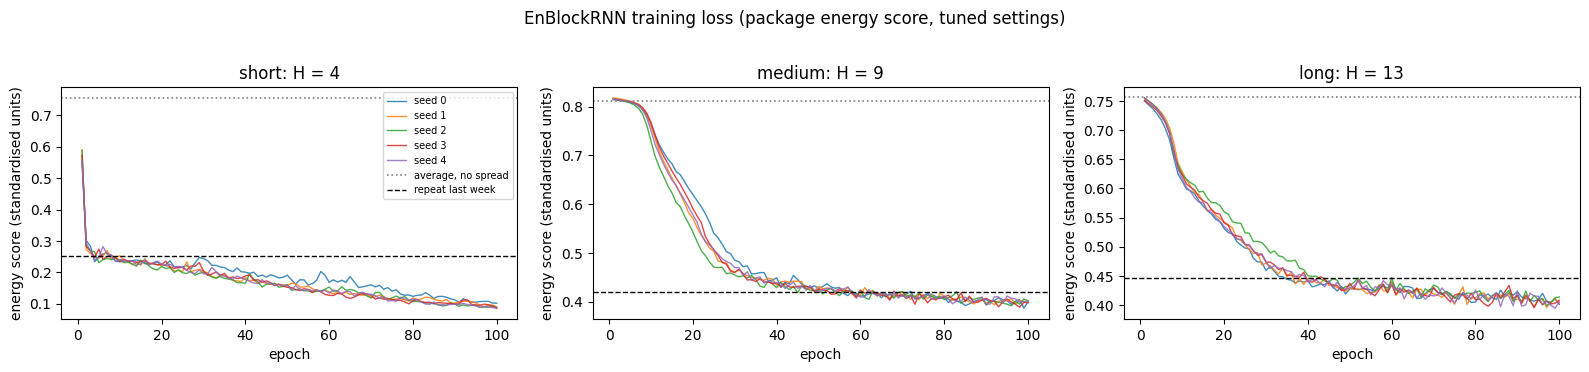 EnBlockRNN training loss (package energy score, tuned settings)
short: H = 4
energy score (standardised units)
0.7
0.6
0.5
0.4
0.3
0.2
0.1
seed 0
seed 1
seed 2
seed 3
seed 4
average, no spread
repeat last week
0 20 40 60 80 100
epoch
medium: H = 9
energy score (standardised units)
0.8
0.7
0.6
0.5
0.4
0 20 40 60 80 100
epoch
long: H = 13
energy score (standardised units)
0.75
0.70
0.65
0.60
0.55
0.50
0.45
0.40
0 20 40 60 80 100
epoch